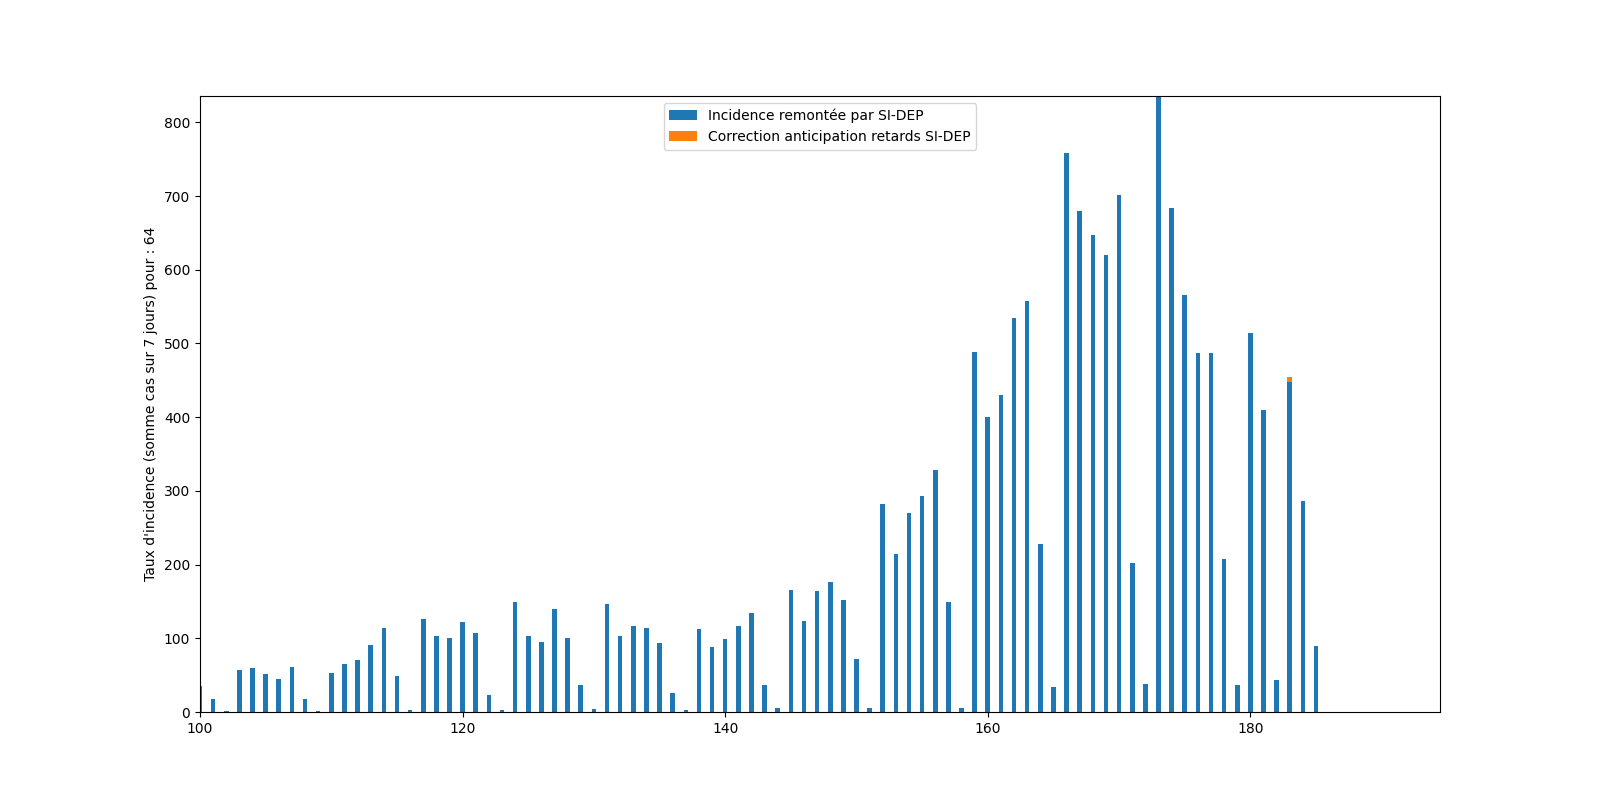 Incidence remontée par SI-DEP
Correction anticipation retards SI-DEP
Taux d'incidence (somme cas sur 7 jours) pour : 64
800
700
600
500
400
300
200
100
0
100 120 140 160 180